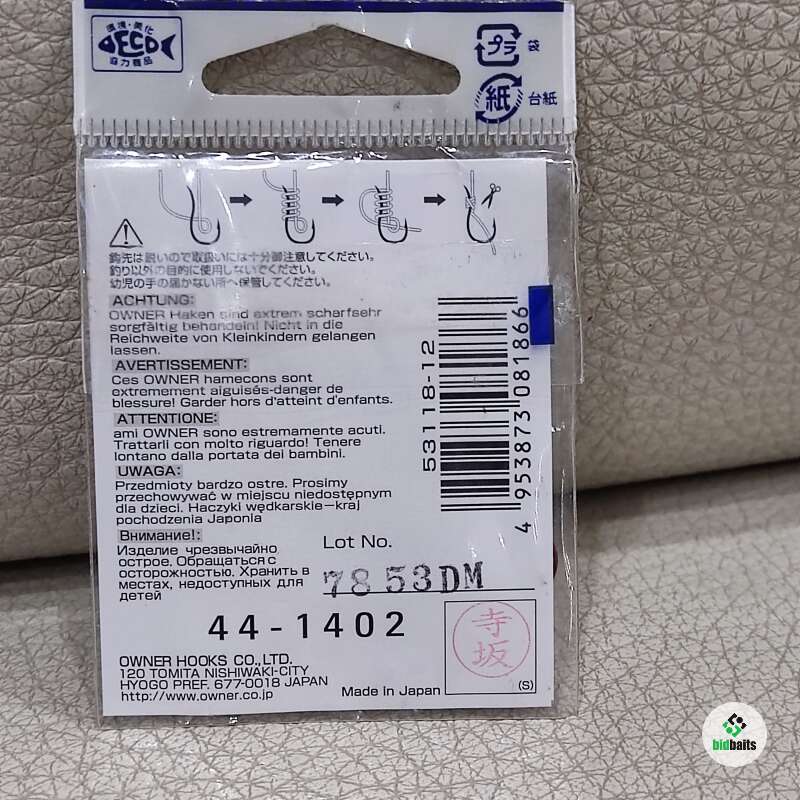 環境・美化
ECO
協力商品
プラ 袋
紙 台紙
鈎先は鋭いので取扱いには十分御注意してください。
釣り以外の目的に使用しないでください。
幼児の手の届かない所へ保管してください。
ACHTUNG:
OWNER Haken sind extrem scharfsehr
sorgfältig behandeln! Nicht in die
Reichweite von Kleinkindern gelangen
lassen.
AVERTISSEMENT:
Ces OWNER hamecons sont
extremement aiguisés-danger de
blessure! Garder hors d'atteint d'enfants.
ATTENTIONE:
ami OWNER sono estremamente acuti.
Trattarli con molto riguardo! Tenere
lontano dalla portata dei bambini.
UWAGA:
Przedmioty bardzo ostre. Prosimy
przechowywać w miejscu niedostępnym
dla dzieci. Haczyki wędkarskie-kraj
pochodzenia Japonia
Внимание!:
Изделие чрезвычайно
острое. Обращаться с
осторожностью. Хранить в
местах, недоступных для
детей
53118-12
4 953873 081866
Lot No.
7853DM
44-1402
寺坂
(S)
OWNER HOOKS CO.,LTD.
120 TOMITA NISHIWAKI-CITY
HYOGO PREF. 677-0018 JAPAN
http://www.owner.co.jp
Made In Japan
bidbaits